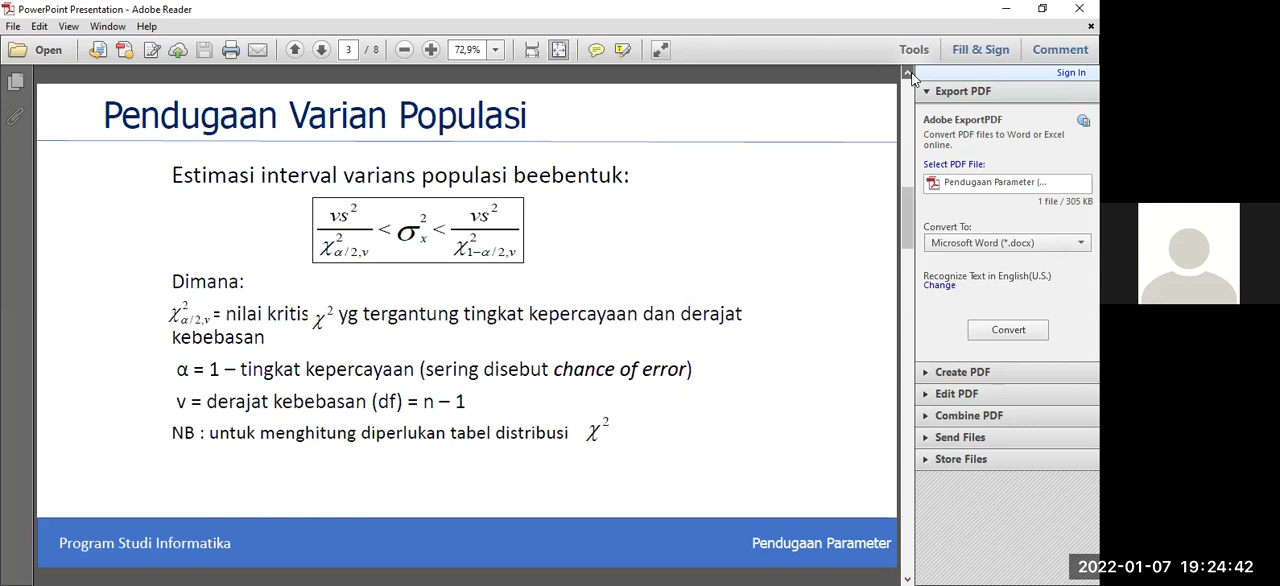 PowerPoint Presentation - Adobe Reader
File Edit View Window Help
Open 3 / 8 72,9% Tools Fill & Sign Comment
Sign In
Pendugaan Varian Populasi
Estimasi interval varians populasi beebentuk:
vs² / χ²α/2,v < σ²x < vs² / χ²1−α/2,v
Dimana:
χ²α/2,v = nilai kritis χ² yg tergantung tingkat kepercayaan dan derajat
kebebasan
α = 1 – tingkat kepercayaan (sering disebut chance of error)
v = derajat kebebasan (df) = n – 1
NB : untuk menghitung diperlukan tabel distribusi χ²
Program Studi Informatika
Pendugaan Parameter
Export PDF
Adobe ExportPDF
Convert PDF files to Word or Excel
online.
Select PDF File:
Pendugaan Parameter (...
1 file / 305 KB
Convert To:
Microsoft Word (*.docx)
Recognize Text in English(U.S.)
Change
Convert
Create PDF
Edit PDF
Combine PDF
Send Files
Store Files
2022-01-07 19:24:42